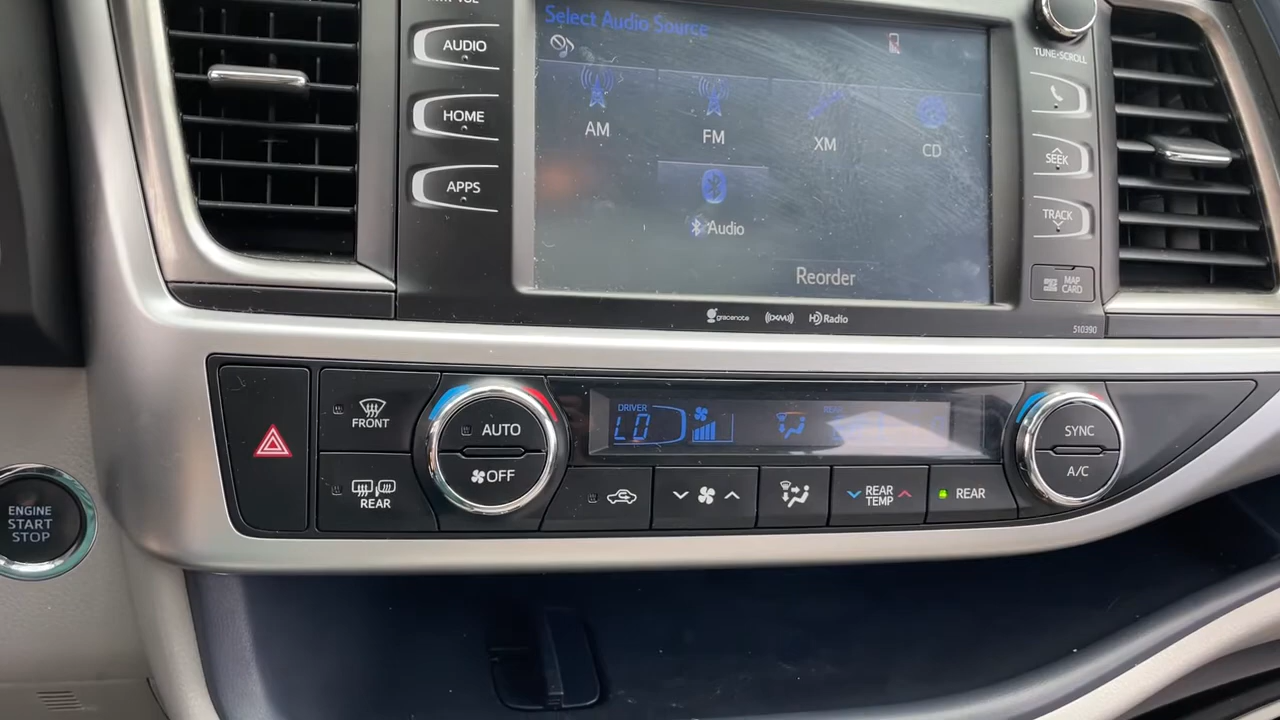 Select Audio Source
AUDIO
HOME
APPS
AM
FM
XM
CD
Audio
Reorder
TUNE•SCROLL
SEEK
TRACK
MAP
CARD
gracenote
((XM))
HD Radio
510390
FRONT
REAR
AUTO
OFF
DRIVER
LO
REAR
TEMP
REAR
SYNC
A/C
ENGINE
START
STOP